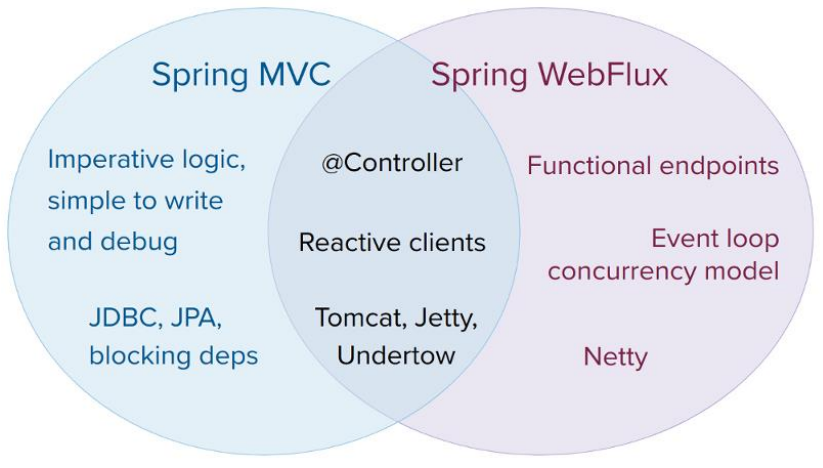 Spring MVC
Spring WebFlux
Imperative logic,
simple to write
and debug
JDBC, JPA,
blocking deps
@Controller
Reactive clients
Tomcat, Jetty,
Undertow
Functional endpoints
Event loop
concurrency model
Netty